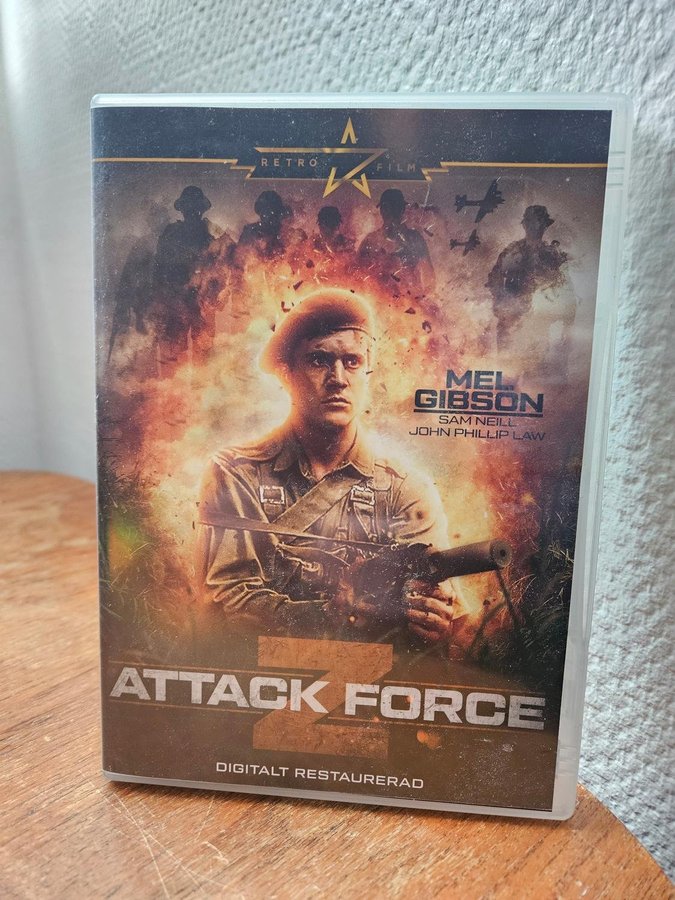 RETRO FILM
MEL
GIBSON
SAM NEILL
JOHN PHILLIP LAW
Z
ATTACK FORCE
DIGITALT RESTAURERAD